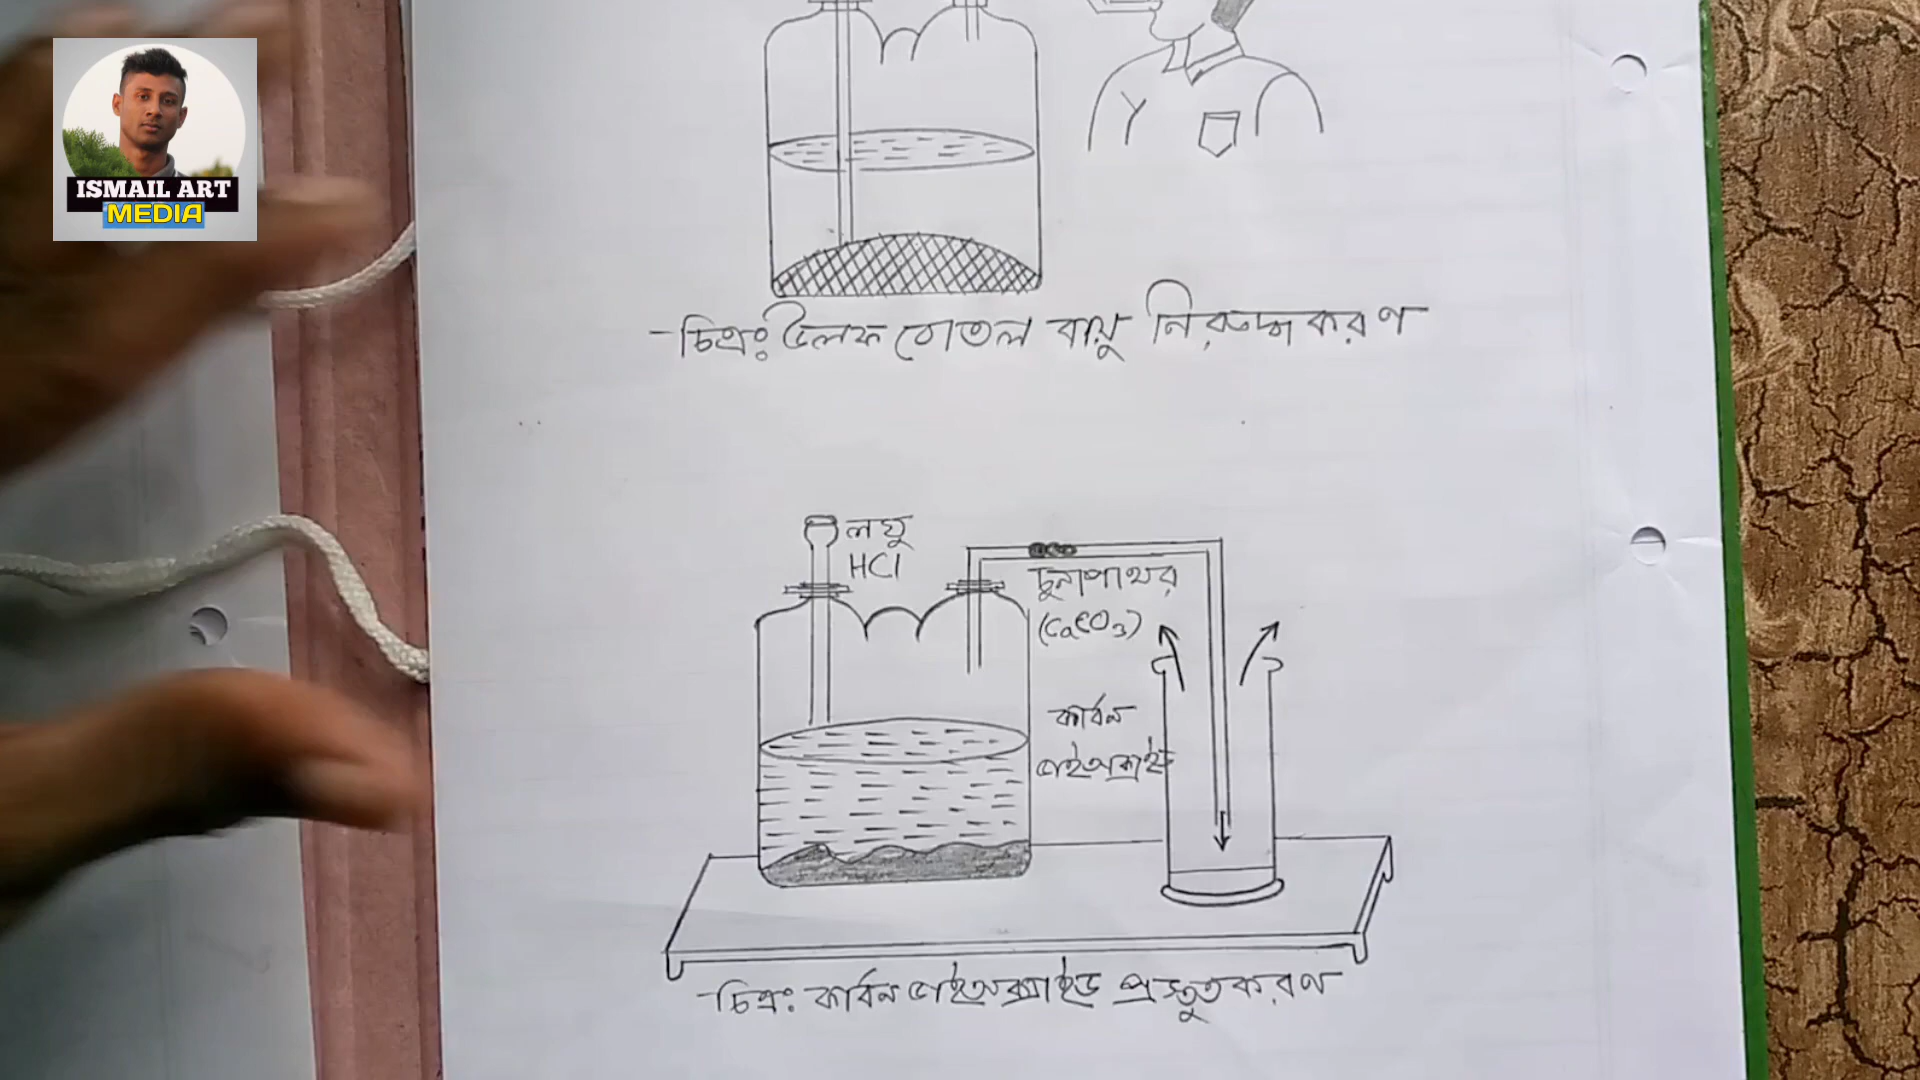 ISMAIL ART
MEDIA
চিত্রঃ উলফ বোতল বায়ু নিরুদ্ধকরণ
লঘু
HCl
চুনাপাথর
(CaCO₃)
কার্বন
ডাইঅক্সাইড
চিত্রঃ কার্বন ডাইঅক্সাইড প্রস্তুতকরণ